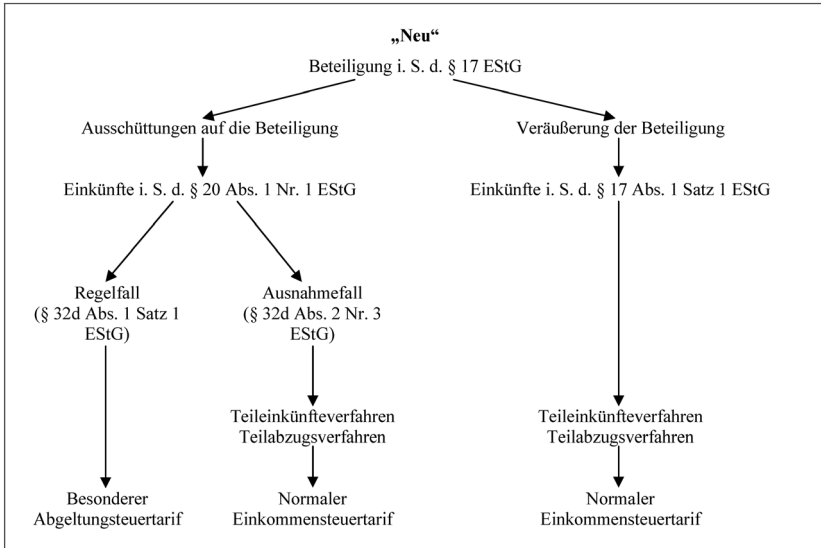 „Neu“
Beteiligung i. S. d. § 17 EStG
Ausschüttungen auf die Beteiligung
Veräußerung der Beteiligung
Einkünfte i. S. d. § 20 Abs. 1 Nr. 1 EStG
Einkünfte i. S. d. § 17 Abs. 1 Satz 1 EStG
Regelfall
(§ 32d Abs. 1 Satz 1
EStG)
Ausnahmefall
(§ 32d Abs. 2 Nr. 3
EStG)
Teileinkünfteverfahren
Teilabzugsverfahren
Teileinkünfteverfahren
Teilabzugsverfahren
Besonderer
Abgeltungsteuertarif
Normaler
Einkommensteuertarif
Normaler
Einkommensteuertarif